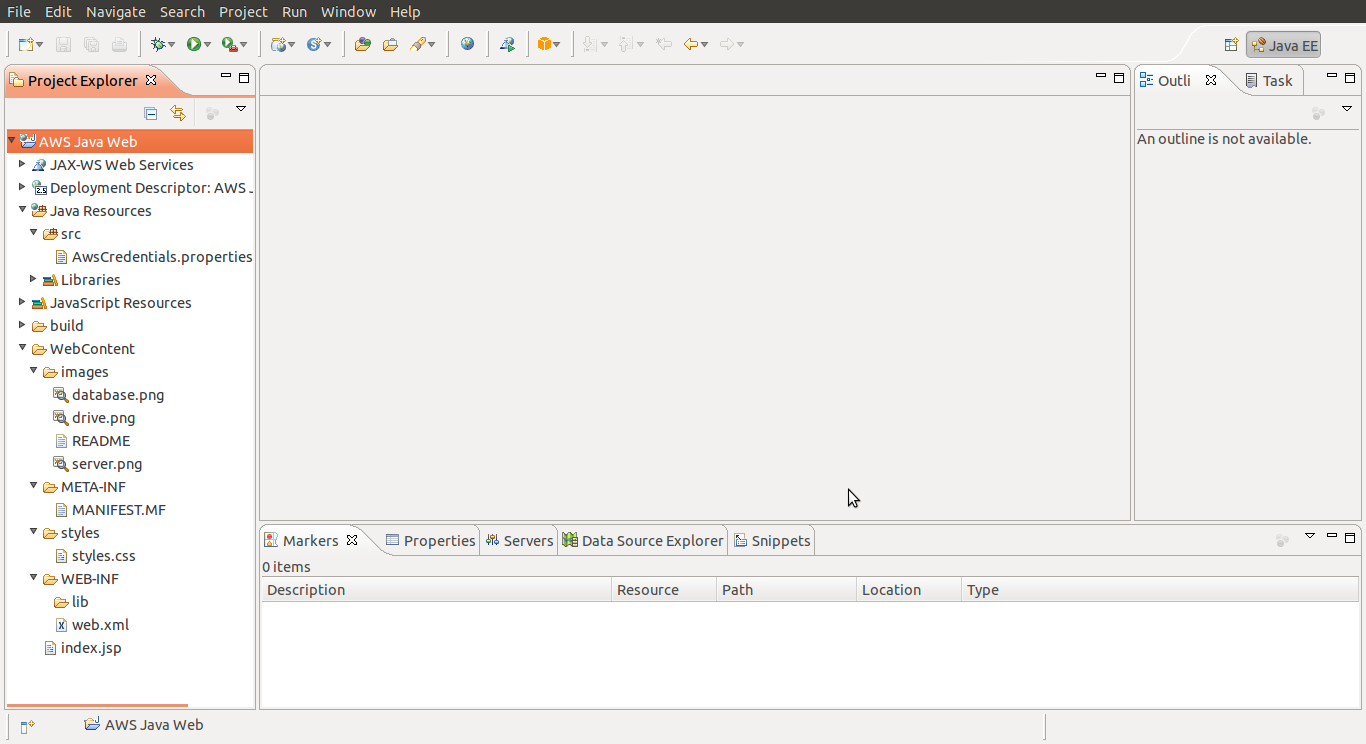 File Edit Navigate Search Project Run Window Help
Java EE
Project Explorer
AWS Java Web
JAX-WS Web Services
Deployment Descriptor: AWS J
Java Resources
src
AwsCredentials.properties
Libraries
JavaScript Resources
build
WebContent
images
database.png
drive.png
README
server.png
META-INF
MANIFEST.MF
styles
styles.css
WEB-INF
lib
web.xml
index.jsp
Outli Task
An outline is not available.
Markers Properties Servers Data Source Explorer Snippets
0 items
Description Resource Path Location Type
AWS Java Web